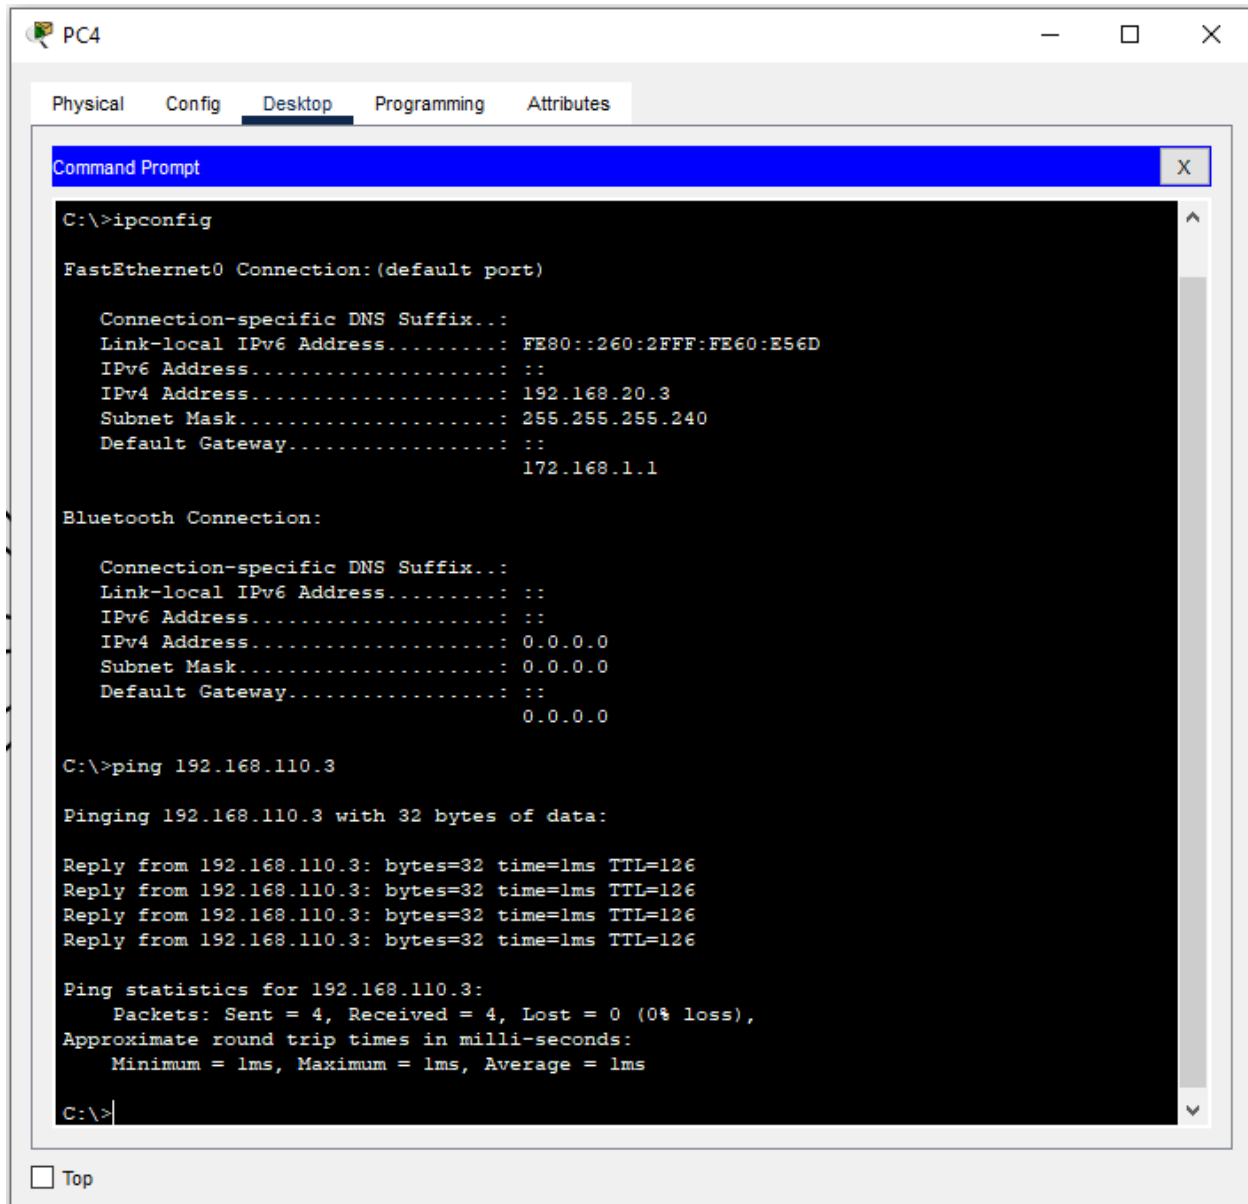 PC4
Physical Config Desktop Programming Attributes
Command Prompt X
C:\>ipconfig
FastEthernet0 Connection:(default port)
Connection-specific DNS Suffix..:
Link-local IPv6 Address.........: FE80::260:2FFF:FE60:E56D
IPv6 Address....................: ::
IPv4 Address....................: 192.168.20.3
Subnet Mask.....................: 255.255.255.240
Default Gateway.................: ::
172.168.1.1
Bluetooth Connection:
Connection-specific DNS Suffix..:
Link-local IPv6 Address.........: ::
IPv6 Address....................: ::
IPv4 Address....................: 0.0.0.0
Subnet Mask.....................: 0.0.0.0
Default Gateway.................: ::
0.0.0.0
C:\>ping 192.168.110.3
Pinging 192.168.110.3 with 32 bytes of data:
Reply from 192.168.110.3: bytes=32 time=1ms TTL=126
Reply from 192.168.110.3: bytes=32 time=1ms TTL=126
Reply from 192.168.110.3: bytes=32 time=1ms TTL=126
Reply from 192.168.110.3: bytes=32 time=1ms TTL=126
Ping statistics for 192.168.110.3:
Packets: Sent = 4, Received = 4, Lost = 0 (0% loss),
Approximate round trip times in milli-seconds:
Minimum = 1ms, Maximum = 1ms, Average = 1ms
C:\>
Top